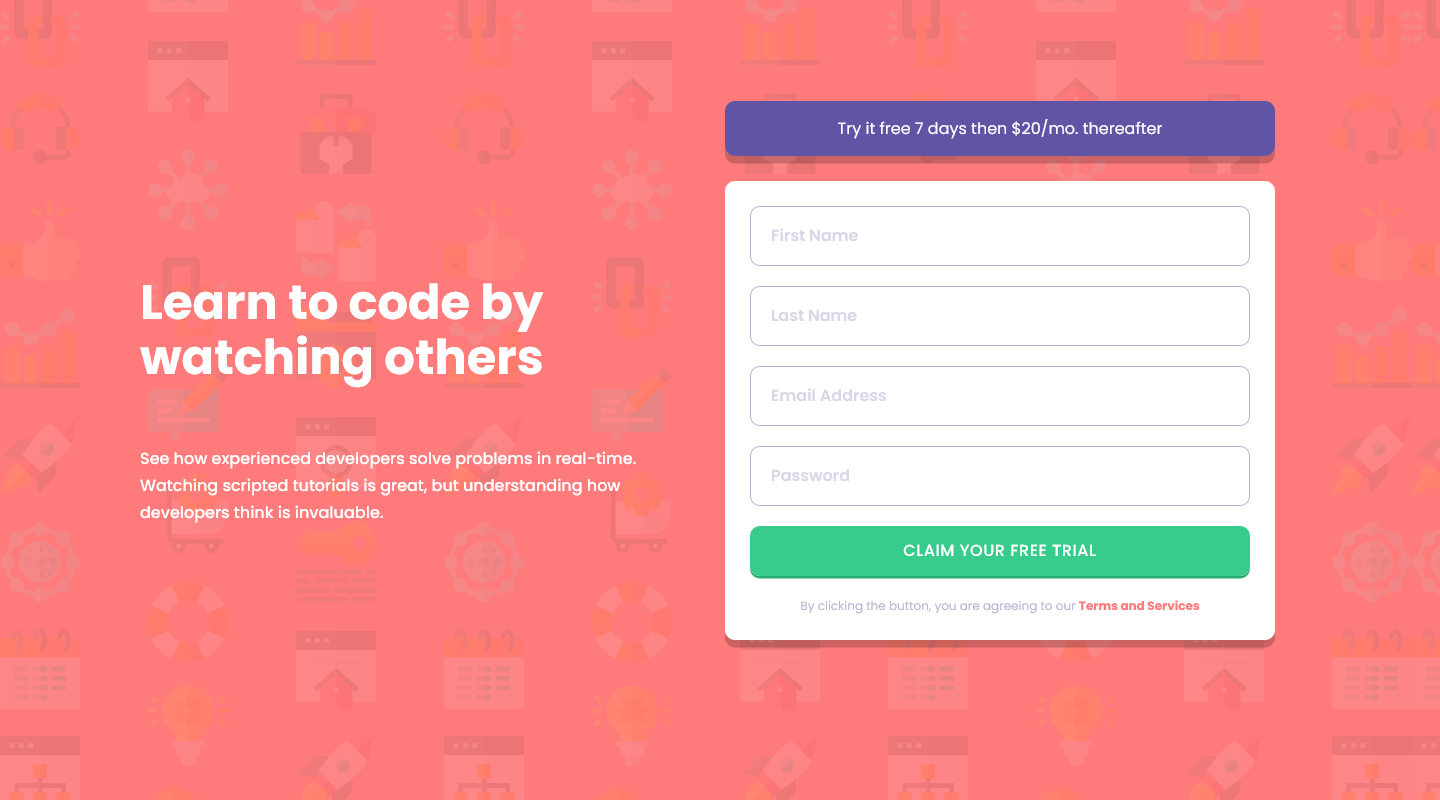 Learn to code by
watching others
See how experienced developers solve problems in real-time.
Watching scripted tutorials is great, but understanding how
developers think is invaluable.
Try it free 7 days then $20/mo. thereafter
First Name
Last Name
Email Address
Password
CLAIM YOUR FREE TRIAL
By clicking the button, you are agreeing to our Terms and Services